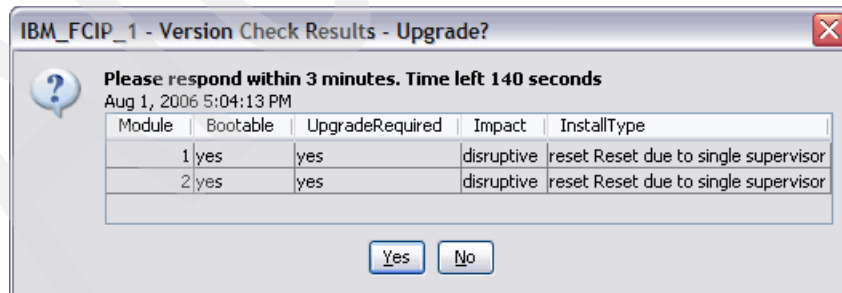 IBM_FCIP_1 - Version Check Results - Upgrade?
Please respond within 3 minutes. Time left 140 seconds
Aug 1, 2006 5:04:13 PM
Module Bootable UpgradeRequired Impact InstallType
1 yes yes disruptive reset Reset due to single supervisor
2 yes yes disruptive reset Reset due to single supervisor
Yes No